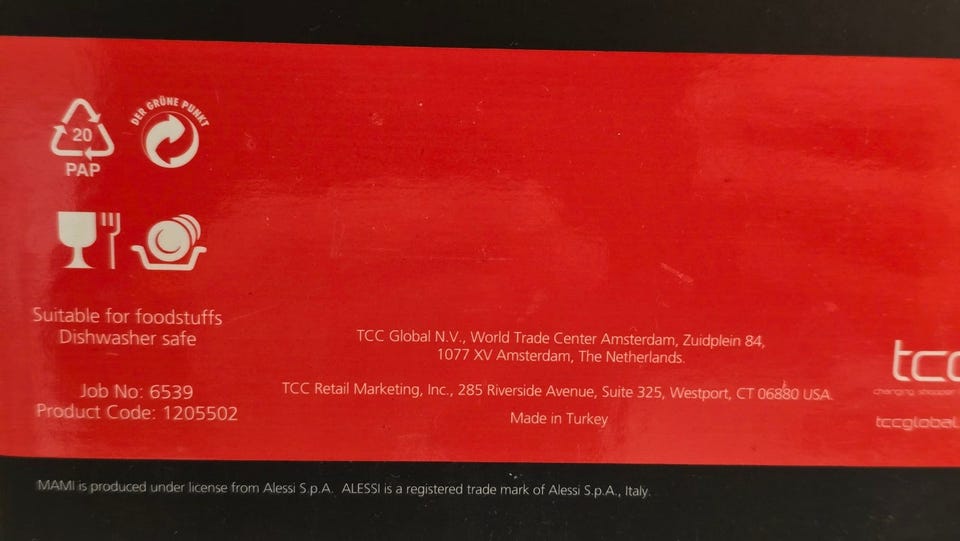 20
PAP
DER GRÜNE PUNKT
Suitable for foodstuffs
Dishwasher safe
Job No: 6539
Product Code: 1205502
TCC Global N.V., World Trade Center Amsterdam, Zuidplein 84,
1077 XV Amsterdam, The Netherlands.
TCC Retail Marketing, Inc., 285 Riverside Avenue, Suite 325, Westport, CT 06880 USA.
Made in Turkey
tcc
changing shopper
tccglobal.
MAMI is produced under license from Alessi S.p.A. ALESSI is a registered trade mark of Alessi S.p.A., Italy.